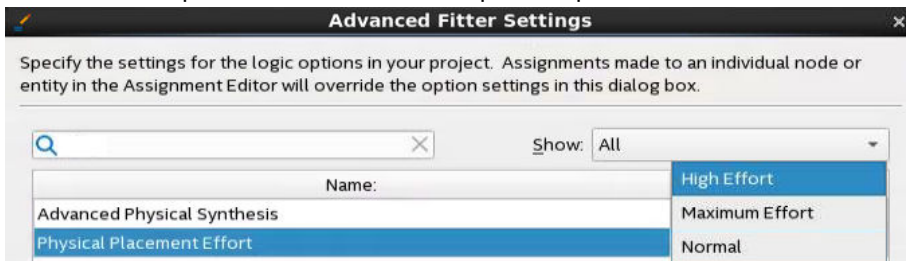 Advanced Fitter Settings
Specify the settings for the logic options in your project. Assignments made to an individual node or
entity in the Assignment Editor will override the option settings in this dialog box.
Show: All
Name:
High Effort
Advanced Physical Synthesis
Maximum Effort
Physical Placement Effort
Normal